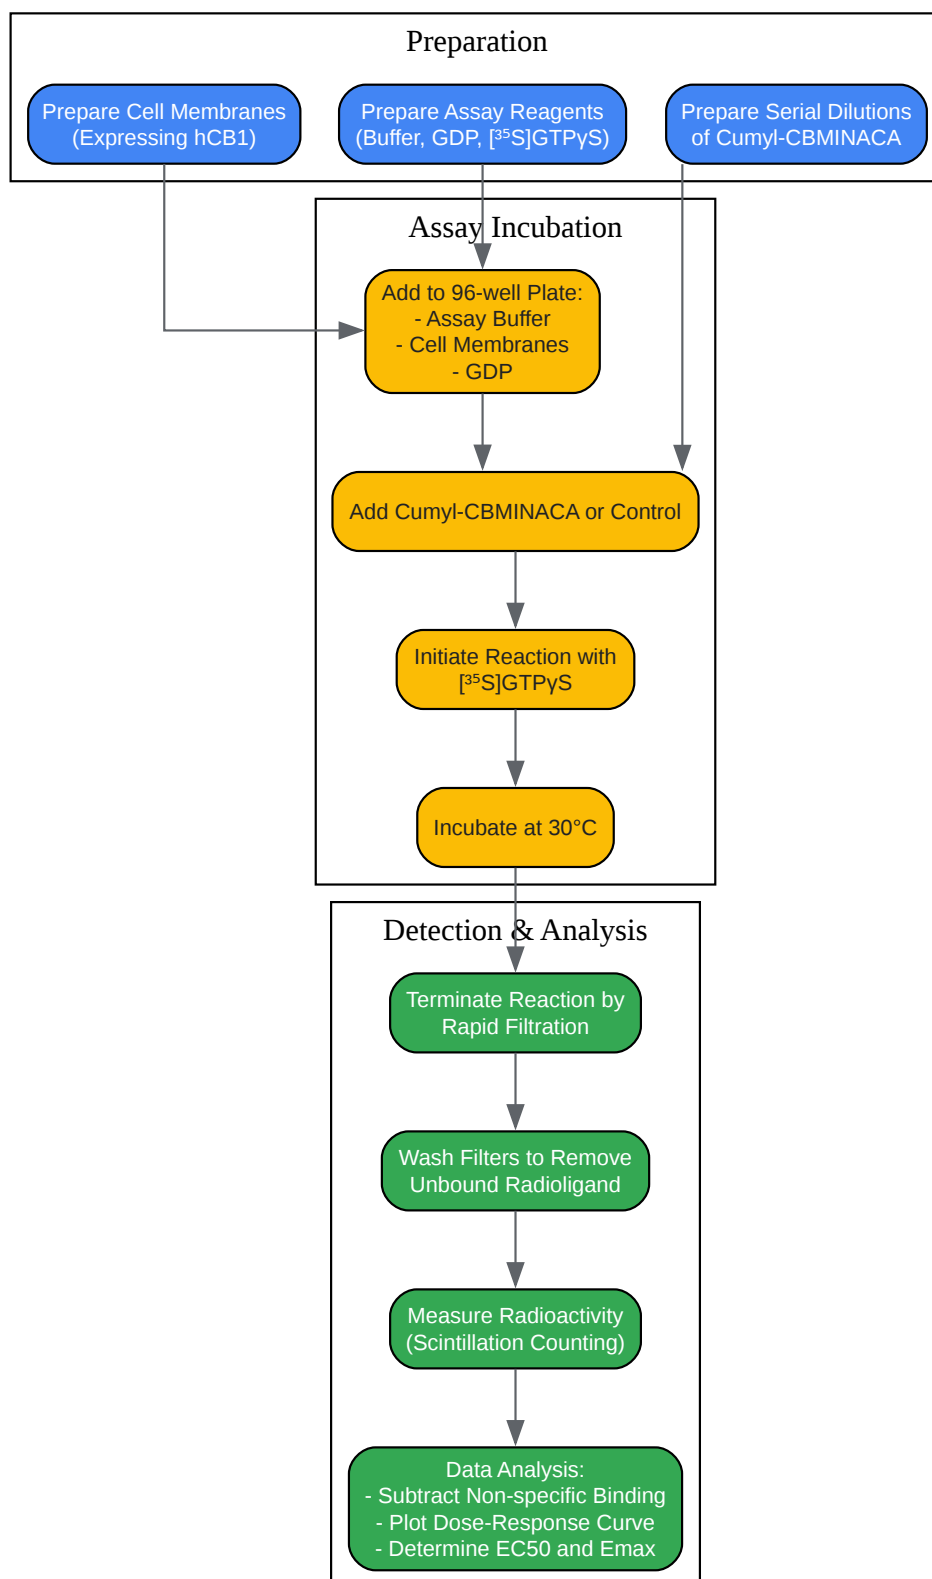 Preparation
Prepare Cell Membranes
(Expressing hCB1)
Prepare Assay Reagents
(Buffer, GDP, [³⁵S]GTPγS)
Prepare Serial Dilutions
of Cumyl-CBMINACA
Assay Incubation
Add to 96-well Plate:
- Assay Buffer
- Cell Membranes
- GDP
Add Cumyl-CBMINACA or Control
Initiate Reaction with
[³⁵S]GTPγS
Incubate at 30°C
Detection & Analysis
Terminate Reaction by
Rapid Filtration
Wash Filters to Remove
Unbound Radioligand
Measure Radioactivity
(Scintillation Counting)
Data Analysis:
- Subtract Non-specific Binding
- Plot Dose-Response Curve
- Determine EC50 and Emax